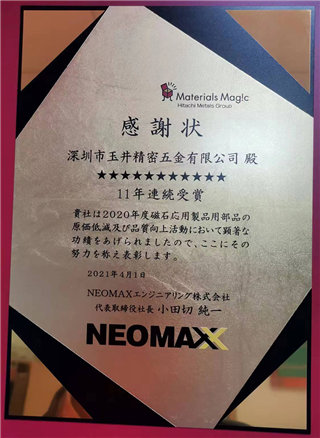 Materials Mag!c
Hitachi Metals Group
感謝状
深圳市玉井精密五金有限公司 殿
★★★★★★★★★★★
11年連続受賞
貴社は2020年度磁石応用製品用部品の
原価低減及び品質向上活動において顕著な
功績をあげられましたので、ここにその
努力を称え表彰します。
2021年4月1日
NEOMAXエンジニアリング株式会社
代表取締役社長 小田切 純一
NEOMAX